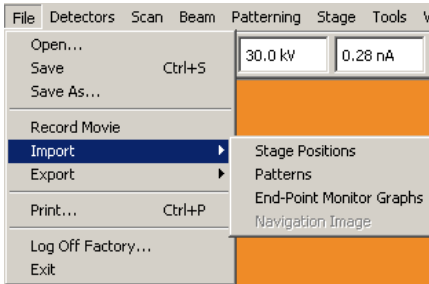 File Detectors Scan Beam Patterning Stage Tools
Open...
Save Ctrl+S
Save As...
30.0 kV 0.28 nA
Record Movie
Import
Export
Print... Ctrl+P
Log Off Factory...
Exit
Stage Positions
Patterns
End-Point Monitor Graphs
Navigation Image